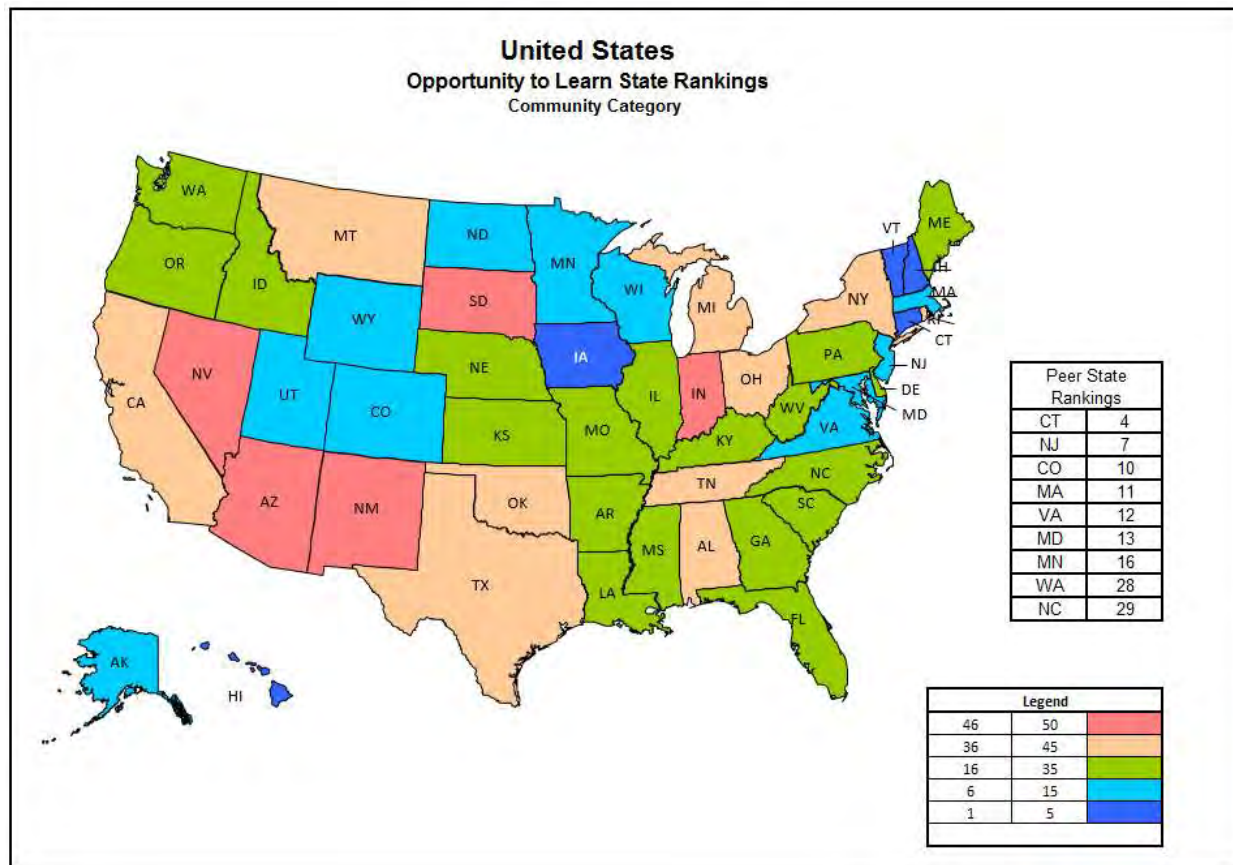 United States
Opportunity to Learn State Rankings
Community Category
WA
MT
ND
MN
VT
ME
OR
ID
WY
SD
WI
MI
NY
MA
CT
NV
UT
CO
NE
IA
IL
IN
OH
PA
NJ
DE
MD
CA
KS
MO
KY
WV
VA
AZ
NM
OK
AR
TN
NC
SC
TX
LA
MS
AL
GA
FL
AK
HI
Peer State
Rankings
CT 4
NJ 7
CO 10
MA 11
VA 12
MD 13
MN 16
WA 28
NC 29
Legend
46 50
36 45
16 35
6 15
1 5